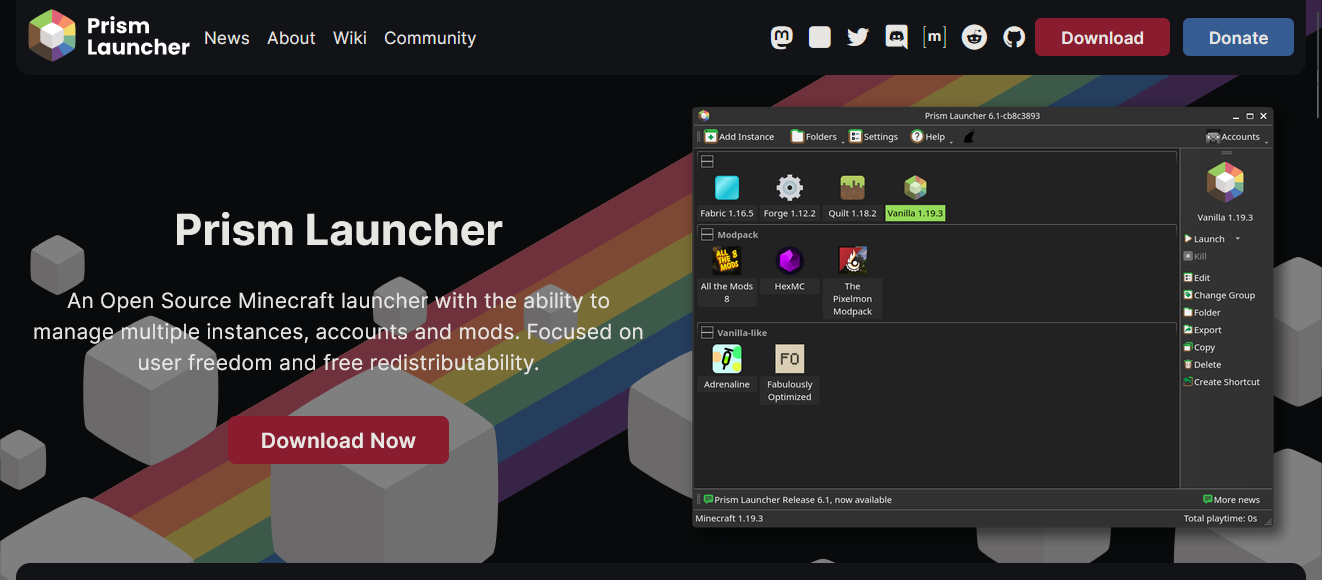 Prism
Launcher
News About Wiki Community
[m]
Download
Donate
Prism Launcher
An Open Source Minecraft launcher with the ability to
manage multiple instances, accounts and mods. Focused on
user freedom and free redistributability.
Download Now
Prism Launcher 6.1-cb8c3893
Add Instance Folders Settings Help Accounts
Fabric 1.16.5 Forge 1.12.2 Quilt 1.18.2 Vanilla 1.19.3
Modpack
ALL
THE 8
MODS
All the Mods
8
HexMC
The
Pixelmon
Modpack
Vanilla-like
FO
Adrenaline
Fabulously
Optimized
Vanilla 1.19.3
Launch
Kill
Edit
Change Group
Folder
Export
Copy
Delete
Create Shortcut
Prism Launcher Release 6.1, now available
More news
Minecraft 1.19.3
Total playtime: 0s